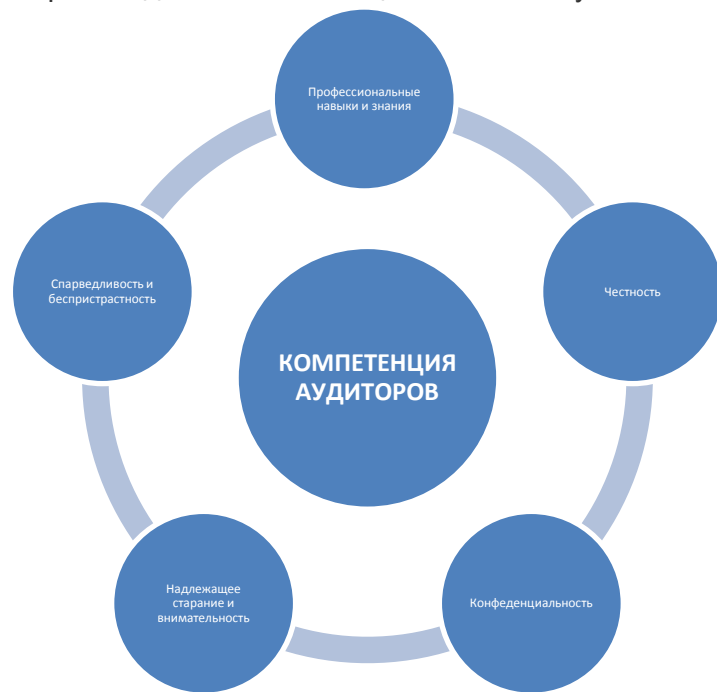 Профессиональные
навыки и знания
Спарведливость и
беспристрастность
Честность
КОМПЕТЕНЦИЯ
АУДИТОРОВ
Надлежащее
старание и
внимательность
Конфеденциальность